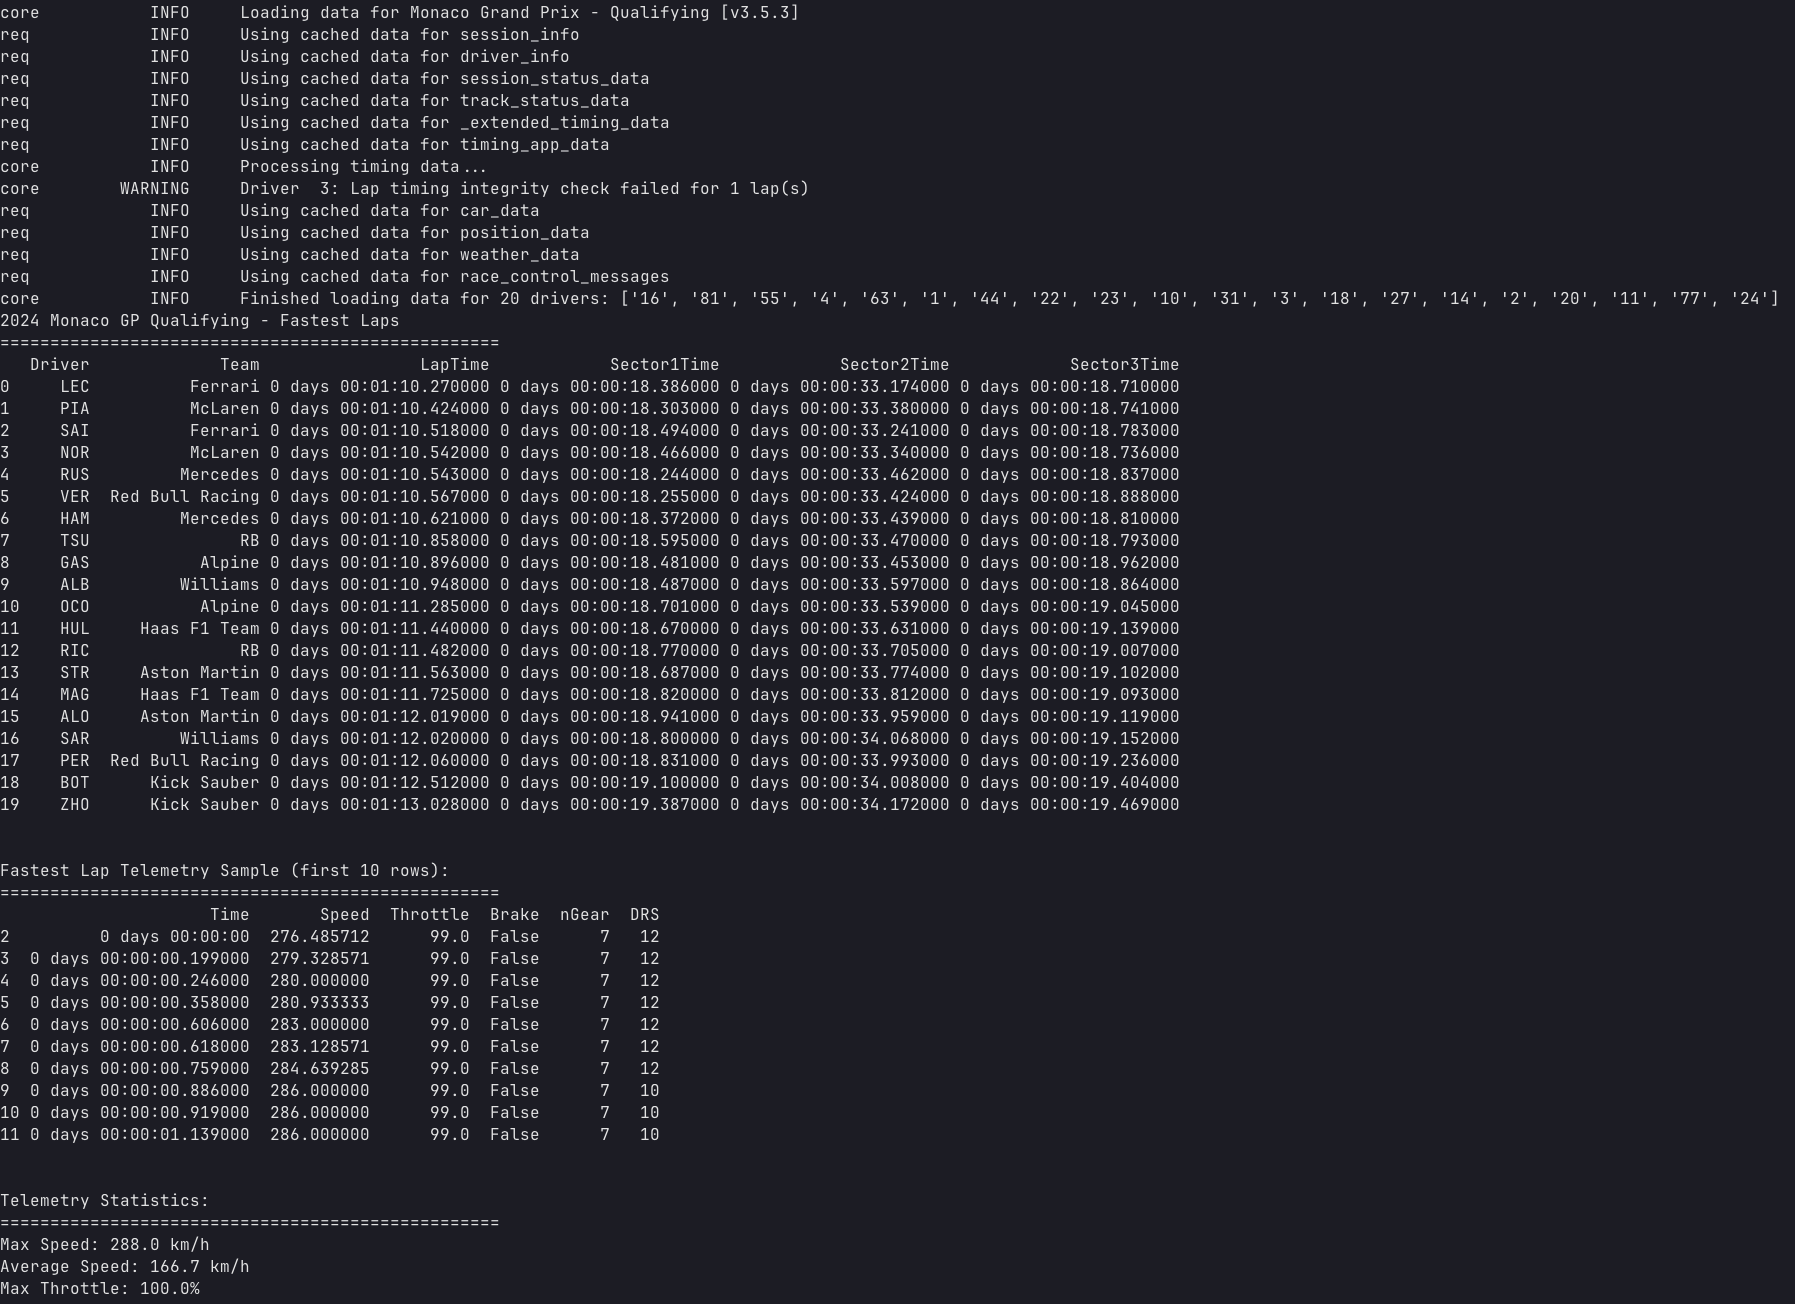 core           INFO     Loading data for Monaco Grand Prix - Qualifying [v3.5.3]
req            INFO     Using cached data for session_info
req            INFO     Using cached data for driver_info
req            INFO     Using cached data for session_status_data
req            INFO     Using cached data for track_status_data
req            INFO     Using cached data for _extended_timing_data
req            INFO     Using cached data for timing_app_data
core           INFO     Processing timing data...
core        WARNING     Driver  3: Lap timing integrity check failed for 1 lap(s)
req            INFO     Using cached data for car_data
req            INFO     Using cached data for position_data
req            INFO     Using cached data for weather_data
req            INFO     Using cached data for race_control_messages
core           INFO     Finished loading data for 20 drivers: ['16', '81', '55', '4', '63', '1', '44', '22', '23', '10', '31', '3', '18', '27', '14', '2', '20', '11', '77', '24']
2024 Monaco GP Qualifying - Fastest Laps
==================================================
   Driver             Team                LapTime            Sector1Time            Sector2Time            Sector3Time
0     LEC          Ferrari 0 days 00:01:10.270000 0 days 00:00:18.386000 0 days 00:00:33.174000 0 days 00:00:18.710000
1     PIA          McLaren 0 days 00:01:10.424000 0 days 00:00:18.303000 0 days 00:00:33.380000 0 days 00:00:18.741000
2     SAI          Ferrari 0 days 00:01:10.518000 0 days 00:00:18.494000 0 days 00:00:33.241000 0 days 00:00:18.783000
3     NOR          McLaren 0 days 00:01:10.542000 0 days 00:00:18.466000 0 days 00:00:33.340000 0 days 00:00:18.736000
4     RUS         Mercedes 0 days 00:01:10.543000 0 days 00:00:18.244000 0 days 00:00:33.462000 0 days 00:00:18.837000
5     VER  Red Bull Racing 0 days 00:01:10.567000 0 days 00:00:18.255000 0 days 00:00:33.424000 0 days 00:00:18.888000
6     HAM         Mercedes 0 days 00:01:10.621000 0 days 00:00:18.372000 0 days 00:00:33.439000 0 days 00:00:18.810000
7     TSU               RB 0 days 00:01:10.858000 0 days 00:00:18.595000 0 days 00:00:33.470000 0 days 00:00:18.793000
8     GAS           Alpine 0 days 00:01:10.896000 0 days 00:00:18.481000 0 days 00:00:33.453000 0 days 00:00:18.962000
9     ALB         Williams 0 days 00:01:10.948000 0 days 00:00:18.487000 0 days 00:00:33.597000 0 days 00:00:18.864000
10    OCO           Alpine 0 days 00:01:11.285000 0 days 00:00:18.701000 0 days 00:00:33.539000 0 days 00:00:19.045000
11    HUL     Haas F1 Team 0 days 00:01:11.440000 0 days 00:00:18.670000 0 days 00:00:33.631000 0 days 00:00:19.139000
12    RIC               RB 0 days 00:01:11.482000 0 days 00:00:18.770000 0 days 00:00:33.705000 0 days 00:00:19.007000
13    STR     Aston Martin 0 days 00:01:11.563000 0 days 00:00:18.687000 0 days 00:00:33.774000 0 days 00:00:19.102000
14    MAG     Haas F1 Team 0 days 00:01:11.725000 0 days 00:00:18.820000 0 days 00:00:33.812000 0 days 00:00:19.093000
15    ALO     Aston Martin 0 days 00:01:12.019000 0 days 00:00:18.941000 0 days 00:00:33.959000 0 days 00:00:19.119000
16    SAR         Williams 0 days 00:01:12.020000 0 days 00:00:18.800000 0 days 00:00:34.068000 0 days 00:00:19.152000
17    PER  Red Bull Racing 0 days 00:01:12.060000 0 days 00:00:18.831000 0 days 00:00:33.993000 0 days 00:00:19.236000
18    BOT      Kick Sauber 0 days 00:01:12.512000 0 days 00:00:19.100000 0 days 00:00:34.008000 0 days 00:00:19.404000
19    ZHO      Kick Sauber 0 days 00:01:13.028000 0 days 00:00:19.387000 0 days 00:00:34.172000 0 days 00:00:19.469000
Fastest Lap Telemetry Sample (first 10 rows):
==================================================
                     Time       Speed  Throttle  Brake  nGear  DRS
2         0 days 00:00:00  276.485712      99.0  False      7   12
3  0 days 00:00:00.199000  279.328571      99.0  False      7   12
4  0 days 00:00:00.246000  280.000000      99.0  False      7   12
5  0 days 00:00:00.358000  280.933333      99.0  False      7   12
6  0 days 00:00:00.606000  283.000000      99.0  False      7   12
7  0 days 00:00:00.618000  283.128571      99.0  False      7   12
8  0 days 00:00:00.759000  284.639285      99.0  False      7   12
9  0 days 00:00:00.886000  286.000000      99.0  False      7   10
10 0 days 00:00:00.919000  286.000000      99.0  False      7   10
11 0 days 00:00:01.139000  286.000000      99.0  False      7   10
Telemetry Statistics:
==================================================
Max Speed: 288.0 km/h
Average Speed: 166.7 km/h
Max Throttle: 100.0%